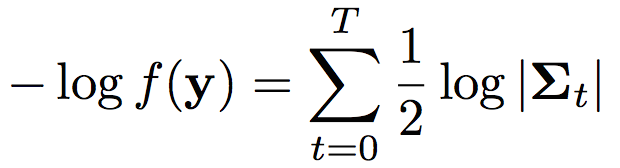 − log f(y) = ∑_{t=0}^{T} 1/2 log |Σ_t|